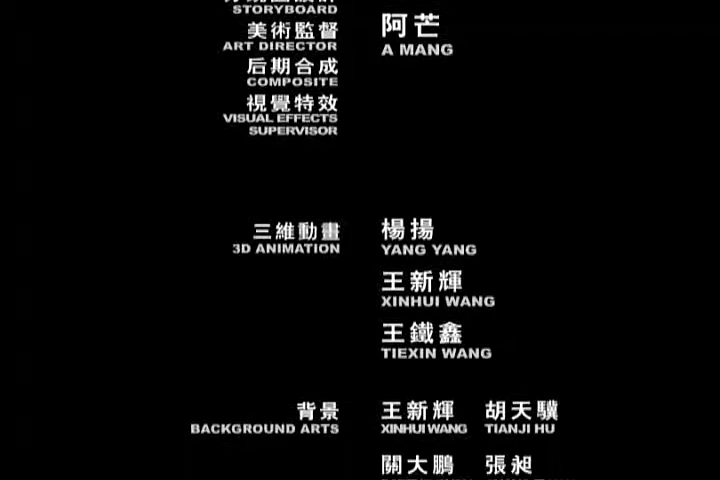 STORYBOARD
美術監督
ART DIRECTOR
后期合成
COMPOSITE
視覺特效
VISUAL EFFECTS
SUPERVISOR
阿芒
A MANG
三維動畫
3D ANIMATION
楊揚
YANG YANG
王新輝
XINHUI WANG
王鐵鑫
TIEXIN WANG
背景
BACKGROUND ARTS
王新輝 胡天驥
XINHUI WANG TIANJI HU
關大鵬 張昶